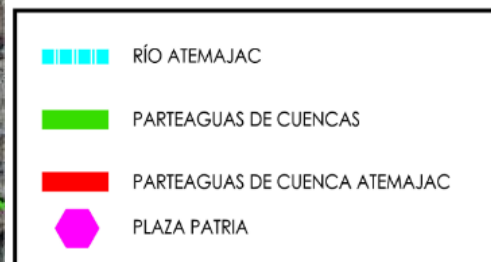 RÍO ATEMAJAC
PARTEAGUAS DE CUENCAS
PARTEAGUAS DE CUENCA ATEMAJAC
PLAZA PATRIA